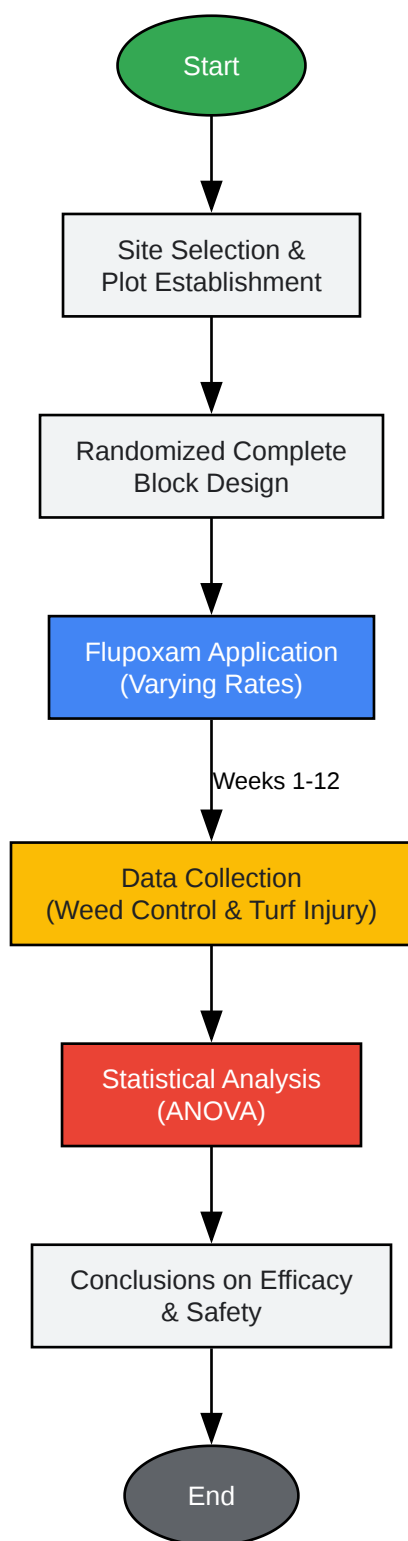 Start
Site Selection &
Plot Establishment
Randomized Complete
Block Design
Flupoxam Application
(Varying Rates)
Weeks 1-12
Data Collection
(Weed Control & Turf Injury)
Statistical Analysis
(ANOVA)
Conclusions on Efficacy
& Safety
End